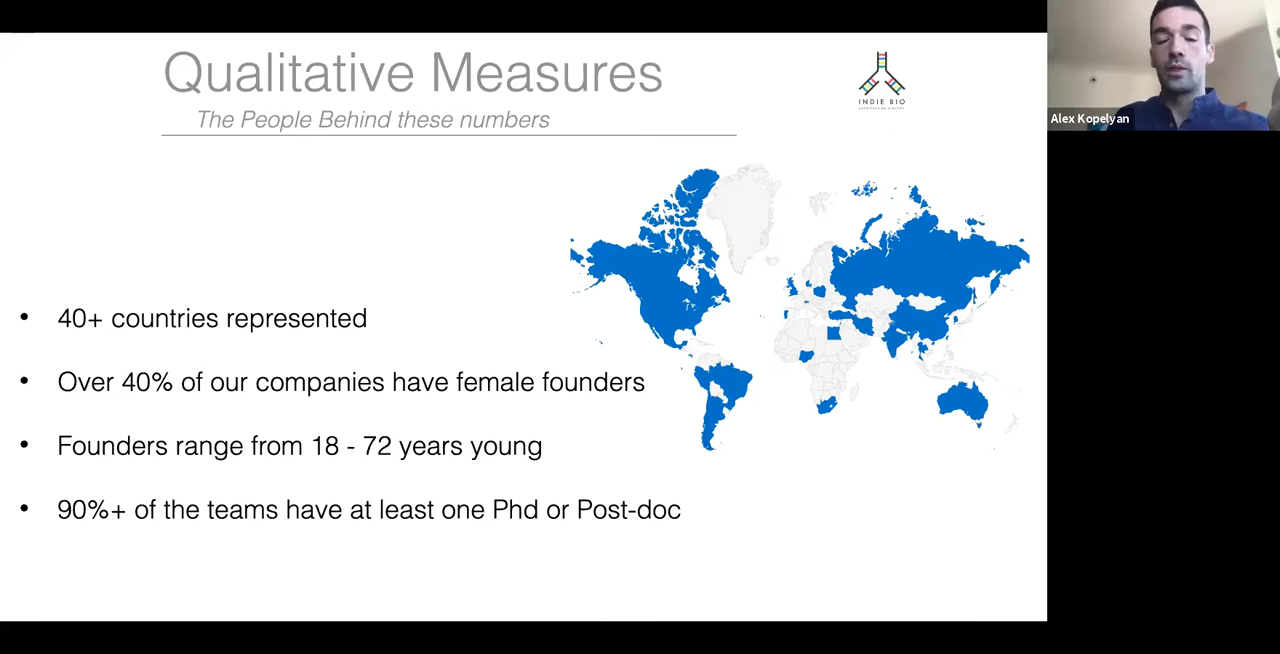 Qualitative Measures
The People Behind these numbers
INDIE BIO
Alex Kopelyan
• 40+ countries represented
• Over 40% of our companies have female founders
• Founders range from 18 - 72 years young
• 90%+ of the teams have at least one Phd or Post-doc